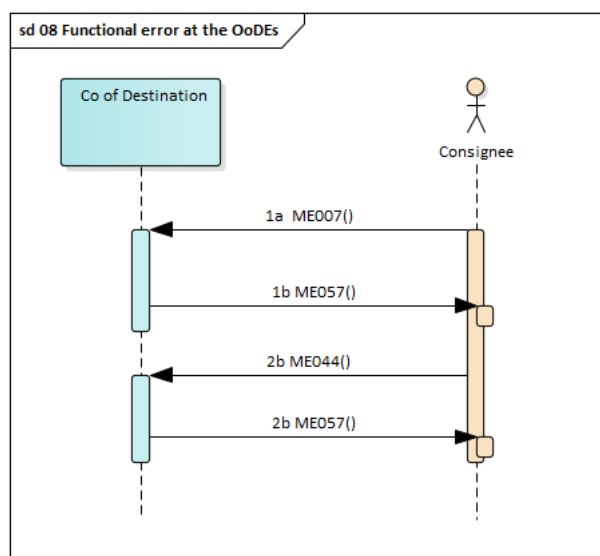 sd 08 Functional error at the OoDEs
Co of Destination
Consignee
1a  ME007()
1b ME057()
2b ME044()
2b ME057()